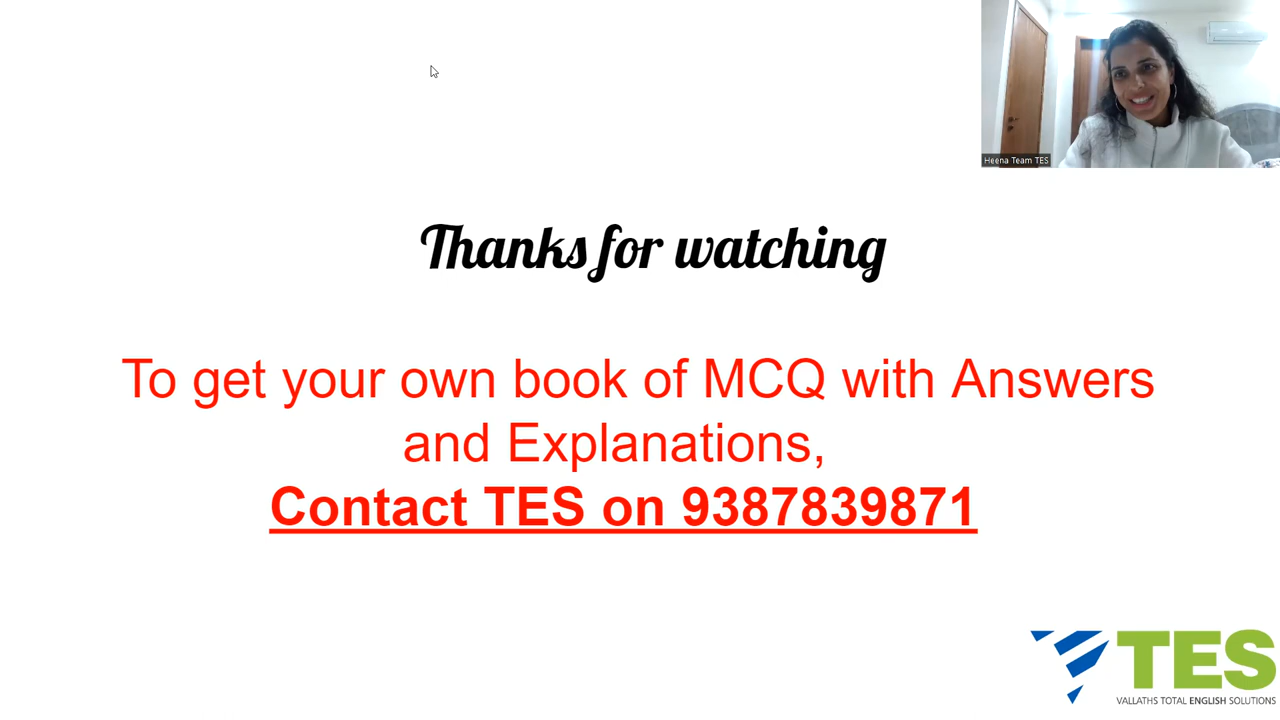 Heena Team TES
Thanks for watching
To get your own book of MCQ with Answers
and Explanations,
Contact TES on 9387839871
TES
VALLATHS TOTAL ENGLISH SOLUTIONS